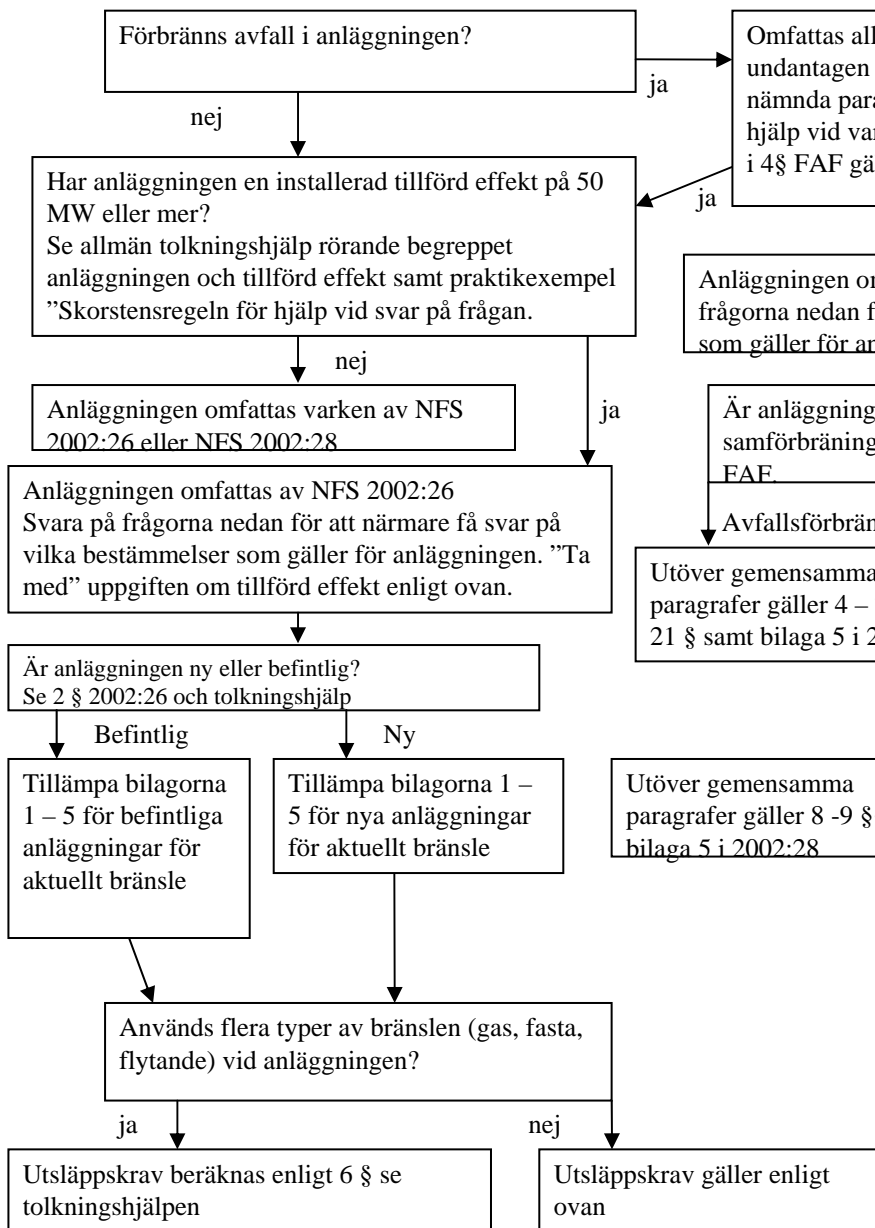 Förbränns avfall i anläggningen?
ja
nej
Omfattas all
undantagen
nämnda para
hjälp vid var
i 4§ FAF gä
ja
Har anläggningen en installerad tillförd effekt på 50
MW eller mer?
Se allmän tolkningshjälp rörande begreppet
anläggningen och tillförd effekt samt praktikexempel
”Skorstensregeln för hjälp vid svar på frågan.
nej
ja
Anläggningen om
frågorna nedan f
som gäller för an
Anläggningen omfattas varken av NFS
2002:26 eller NFS 2002:28
Är anläggning
samförbräning
FAF.
Avfallsförbrän
Anläggningen omfattas av NFS 2002:26
Svara på frågorna nedan för att närmare få svar på
vilka bestämmelser som gäller för anläggningen. ”Ta
med” uppgiften om tillförd effekt enligt ovan.
Utöver gemensamma
paragrafer gäller 4 –
21 § samt bilaga 5 i 2
Är anläggningen ny eller befintlig?
Se 2 § 2002:26 och tolkningshjälp
Befintlig
Ny
Tillämpa bilagorna
1 – 5 för befintliga
anläggningar för
aktuellt bränsle
Tillämpa bilagorna 1 –
5 för nya anläggningar
för aktuellt bränsle
Utöver gemensamma
paragrafer gäller 8 -9 §
bilaga 5 i 2002:28
Används flera typer av bränslen (gas, fasta,
flytande) vid anläggningen?
ja
nej
Utsläppskrav beräknas enligt 6 § se
tolkningshjälpen
Utsläppskrav gäller enligt
ovan